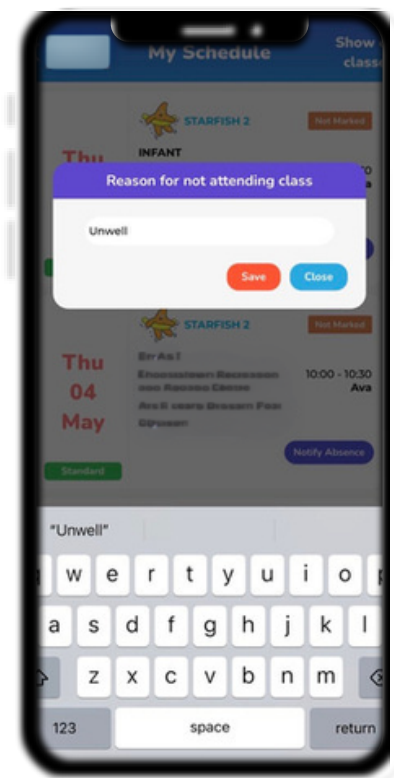 My Schedule
Show
classe
STARFISH 2
Not Marked
INFANT
Thu
Reason for not attending class
Unwell
Save
Close
STARFISH 2
Not Marked
Thu
04
May
10:00 - 10:30
Ava
Notify Absence
Standard
"Unwell"
w e r t y u i o
a s d f g h j k l
z x c v b n m
123
space
return